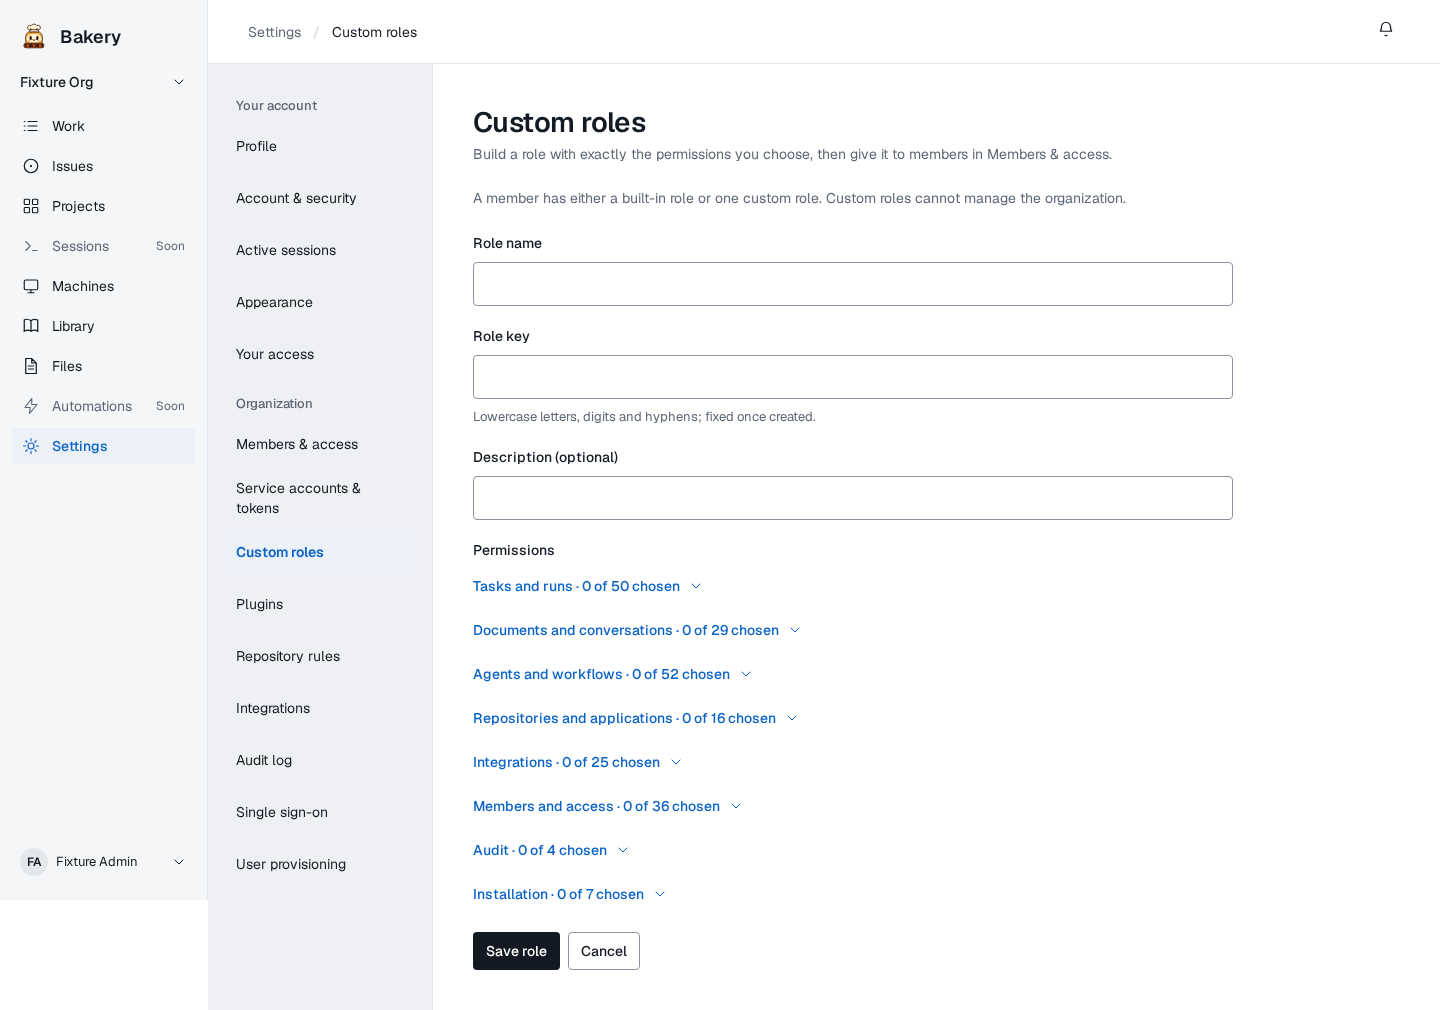 Bakery
Fixture Org
Work
Issues
Projects
Sessions Soon
Machines
Library
Files
Automations Soon
Settings
FA Fixture Admin
Settings / Custom roles
Your account
Profile
Account & security
Active sessions
Appearance
Your access
Organization
Members & access
Service accounts &
tokens
Custom roles
Plugins
Repository rules
Integrations
Audit log
Single sign-on
User provisioning
Custom roles
Build a role with exactly the permissions you choose, then give it to members in Members & access.
A member has either a built-in role or one custom role. Custom roles cannot manage the organization.
Role name
Role key
Lowercase letters, digits and hyphens; fixed once created.
Description (optional)
Permissions
Tasks and runs · 0 of 50 chosen
Documents and conversations · 0 of 29 chosen
Agents and workflows · 0 of 52 chosen
Repositories and applications · 0 of 16 chosen
Integrations · 0 of 25 chosen
Members and access · 0 of 36 chosen
Audit · 0 of 4 chosen
Installation · 0 of 7 chosen
Save role
Cancel